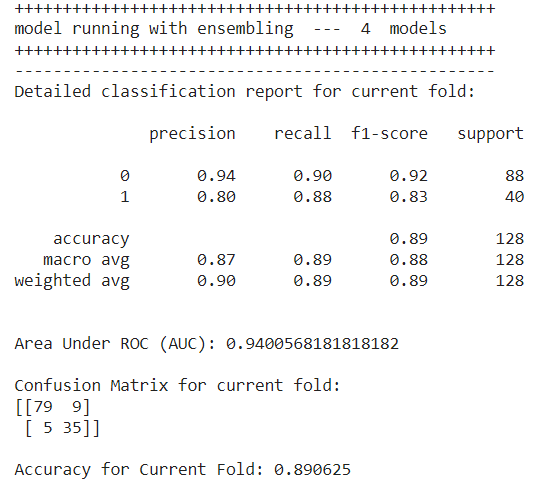 ++++++++++++++++++++++++++++++++++++++++++++++++++
model running with ensembling  ---  4  models
++++++++++++++++++++++++++++++++++++++++++++++++++
--------------------------------------------------
Detailed classification report for current fold:
              precision    recall  f1-score   support
           0       0.94      0.90      0.92        88
           1       0.80      0.88      0.83        40
    accuracy                           0.89       128
   macro avg       0.87      0.89      0.88       128
weighted avg       0.90      0.89      0.89       128
Area Under ROC (AUC): 0.9400568181818182
Confusion Matrix for current fold:
[[79  9]
 [ 5 35]]
Accuracy for Current Fold: 0.890625